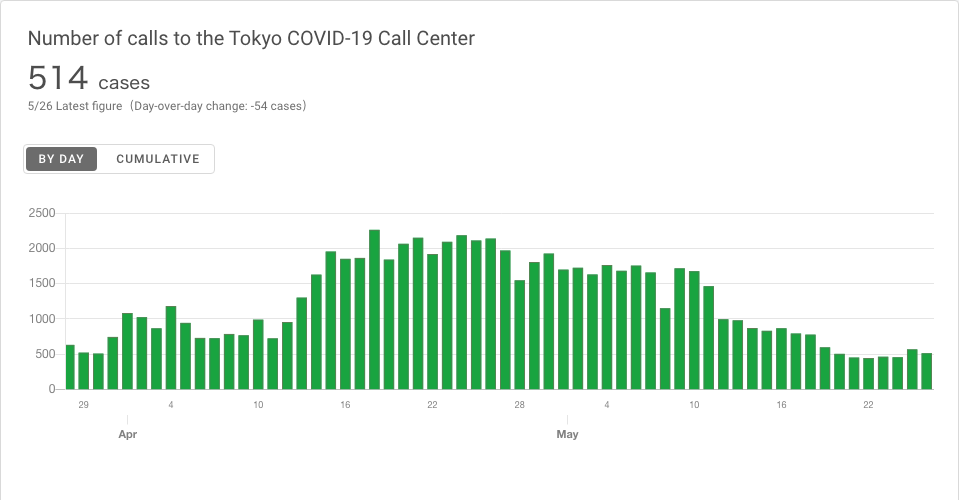 Number of calls to the Tokyo COVID-19 Call Center
514 cases
5/26 Latest figure（Day-over-day change: -54 cases）
BY DAY CUMULATIVE
2500
2000
1500
1000
500
0
29 4 10 16 22 28 4 10 16 22
Apr May